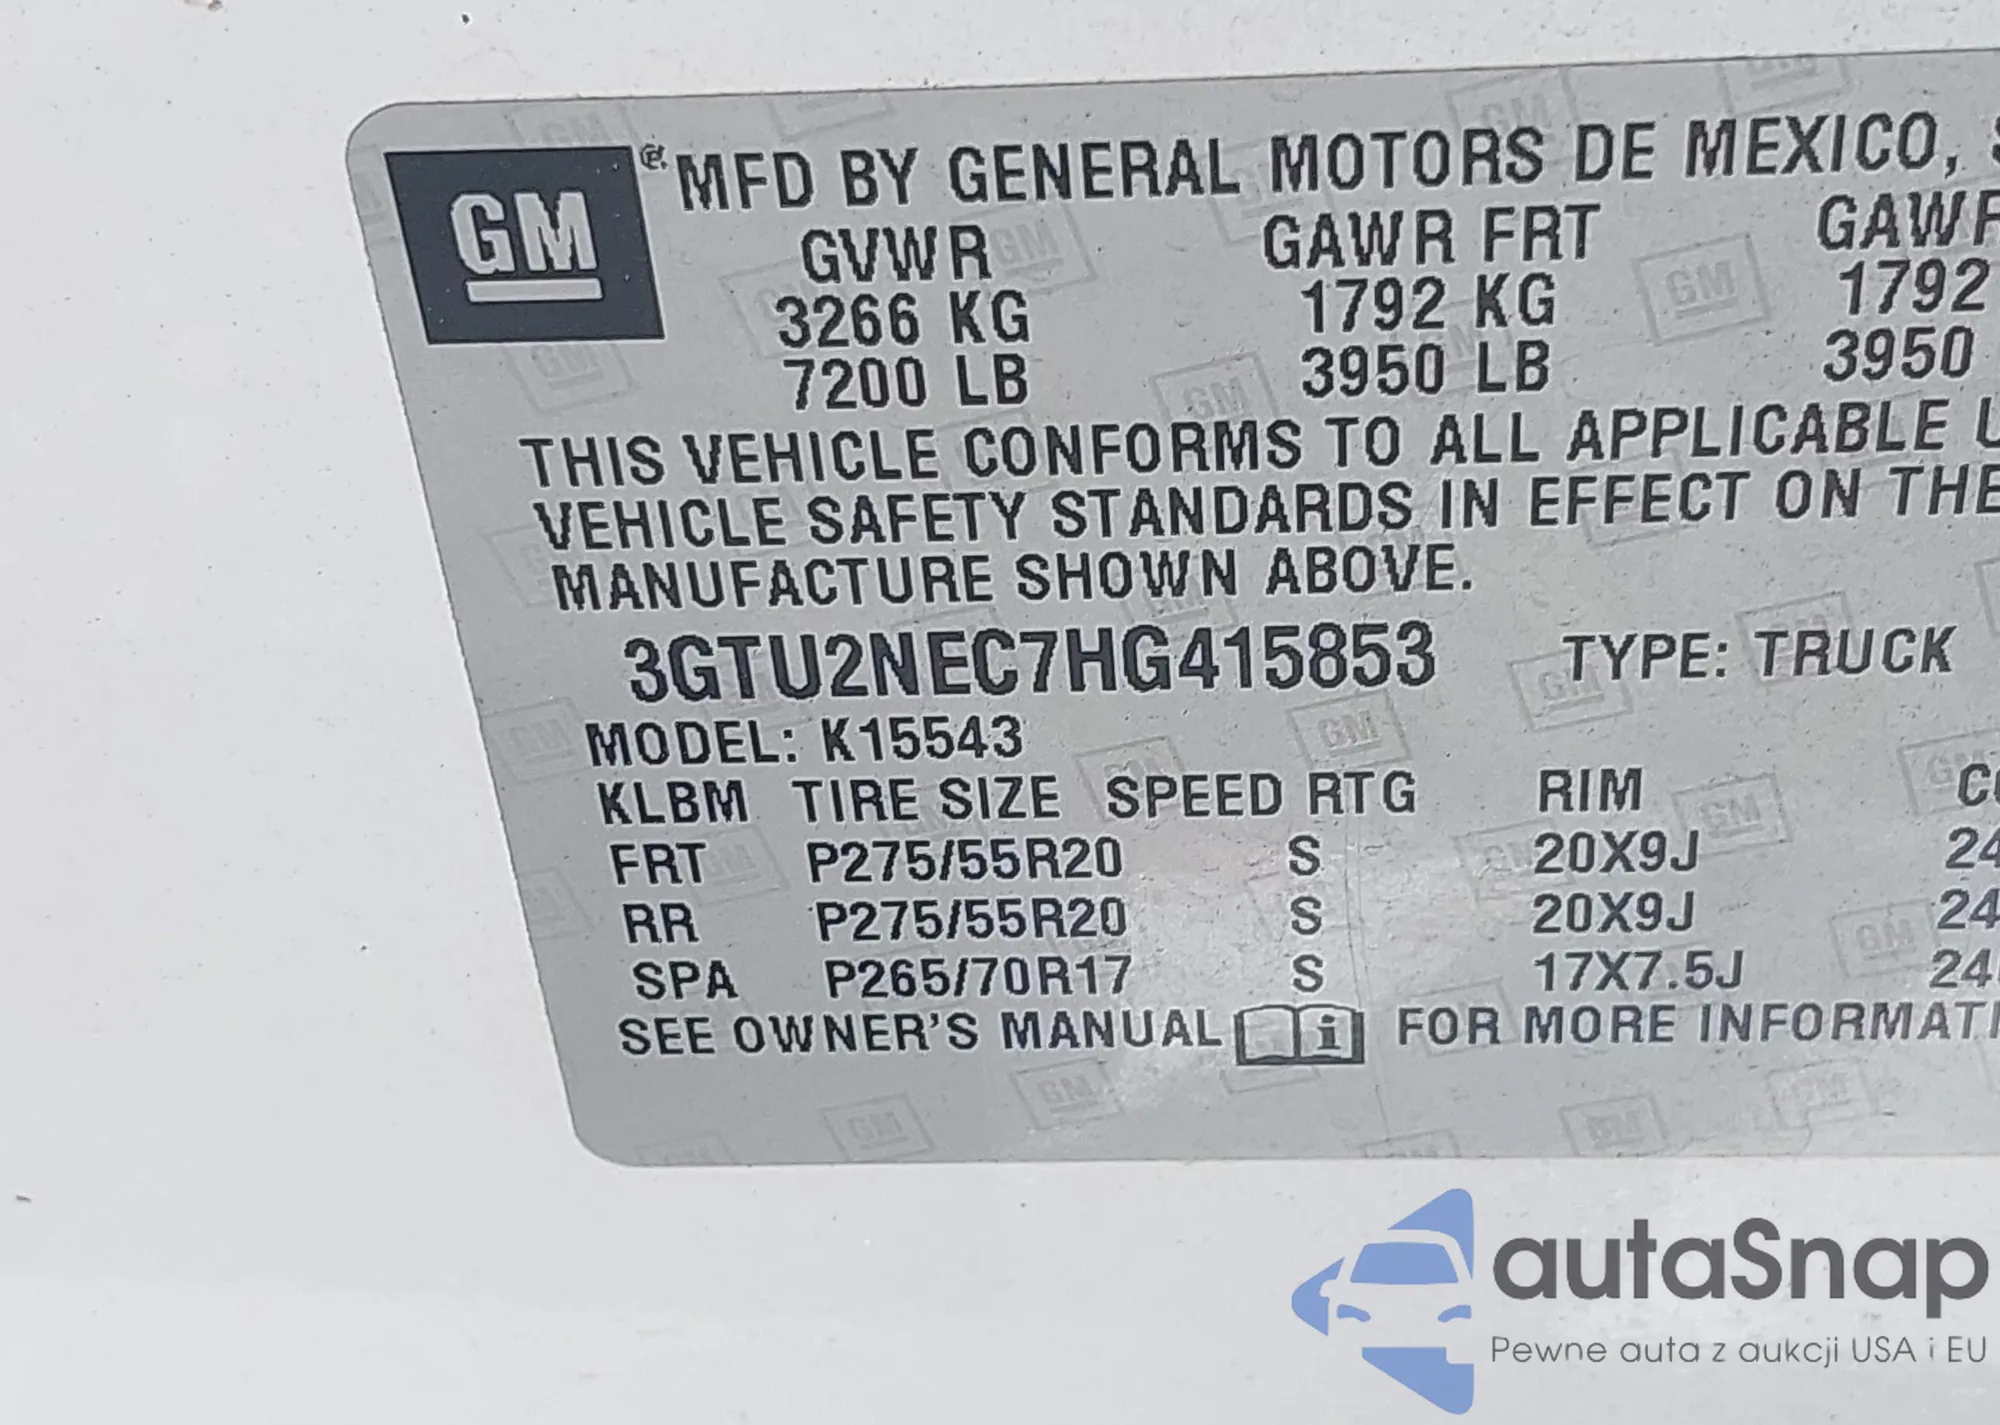 GM
MFD BY GENERAL MOTORS DE MEXICO,
GVWR GAWR FRT
3266 KG 1792 KG 1792
7200 LB 3950 LB 3950
THIS VEHICLE CONFORMS TO ALL APPLICABLE
VEHICLE SAFETY STANDARDS IN EFFECT ON THE
MANUFACTURE SHOWN ABOVE.
3GTU2NEC7HG415853 TYPE: TRUCK
MODEL: K15543
KLBM TIRE SIZE SPEED RTG RIM
FRT P275/55R20 S 20X9J
RR P275/55R20 S 20X9J
SPA P265/70R17 S 17X7.5J
SEE OWNER'S MANUAL i FOR MORE
autaSnap
Pewne auta z aukcji USA i EU